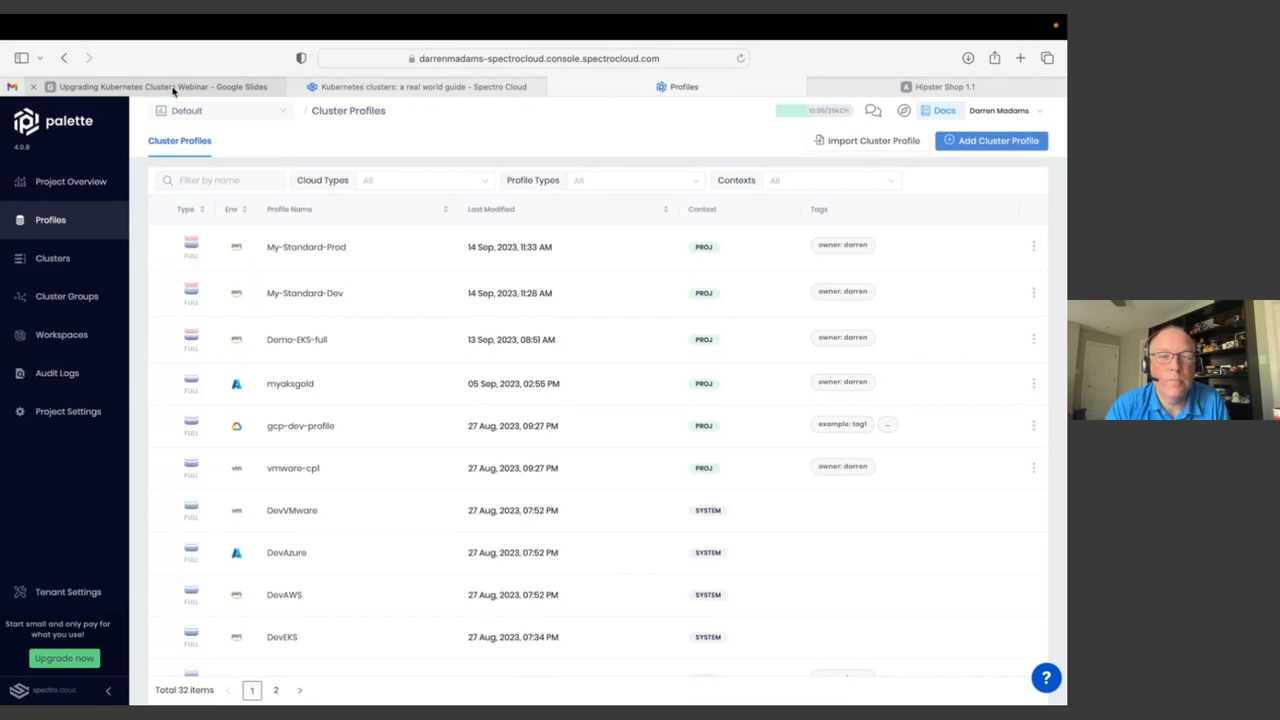 darrenmadams-spectrocloud.console.spectrocloud.com
Upgrading Kubernetes Clusters Webinar - Google Slides
Kubernetes clusters: a real world guide - Spectro Cloud
Profiles
Hipster Shop 1.1
palette
4.0.8
Default
/ Cluster Profiles
10.05/25kCh
Docs
Darren Madams
Cluster Profiles
Import Cluster Profile
Add Cluster Profile
Project Overview
Profiles
Clusters
Cluster Groups
Workspaces
Audit Logs
Project Settings
Tenant Settings
Start small and only pay for
what you use!
Upgrade now
spectro cloud
Filter by name
Cloud Types All
Profile Types All
Contexts All
Type Env Profile Name Last Modified Context Tags
FULL aws My-Standard-Prod 14 Sep, 2023, 11:33 AM PROJ owner: darren
FULL aws My-Standard-Dev 14 Sep, 2023, 11:28 AM PROJ owner: darren
FULL aws Demo-EKS-full 13 Sep, 2023, 08:51 AM PROJ owner: darren
FULL myaksgold 05 Sep, 2023, 02:55 PM PROJ owner: darren
FULL gcp-dev-profile 27 Aug, 2023, 09:27 PM PROJ example: tag1 ...
FULL vm vmware-cp1 27 Aug, 2023, 09:27 PM PROJ owner: darren
FULL vm DevVMware 27 Aug, 2023, 07:52 PM SYSTEM
FULL DevAzure 27 Aug, 2023, 07:52 PM SYSTEM
FULL aws DevAWS 27 Aug, 2023, 07:52 PM SYSTEM
FULL aws DevEKS 27 Aug, 2023, 07:34 PM SYSTEM
Total 32 items < 1 2 >
?